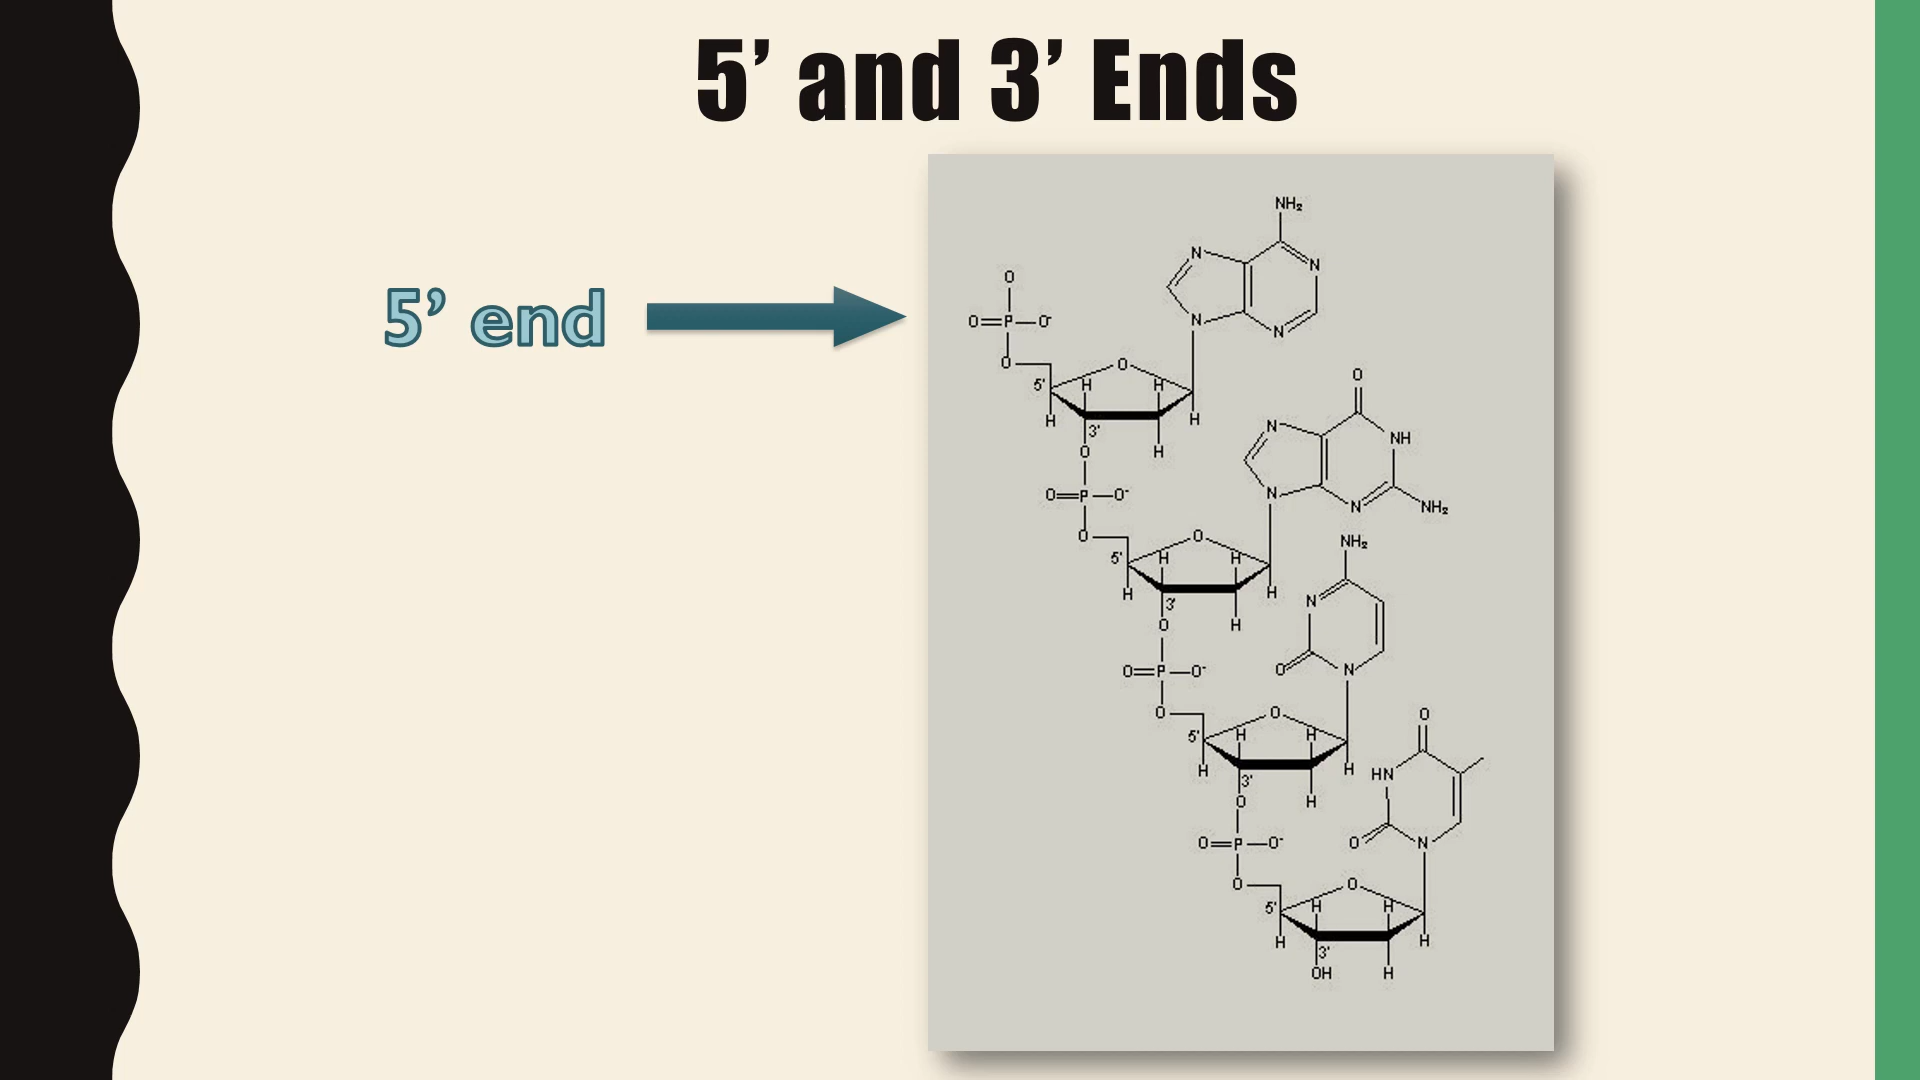 5’ and 3’ Ends
5’ end
NH₂
N
N
N
N
O
O=P—O⁻
O
O
5'
H
H
H
H
3'
O
H
O
N
NH
N
N
NH₂
O=P—O⁻
O
O
5'
H
H
H
H
3'
O
H
NH₂
N
O
N
O=P—O⁻
O
O
5'
H
H
H
H
3'
O
H
O
HN
O
N
O=P—O⁻
O
O
5'
H
H
H
H
3'
OH
H